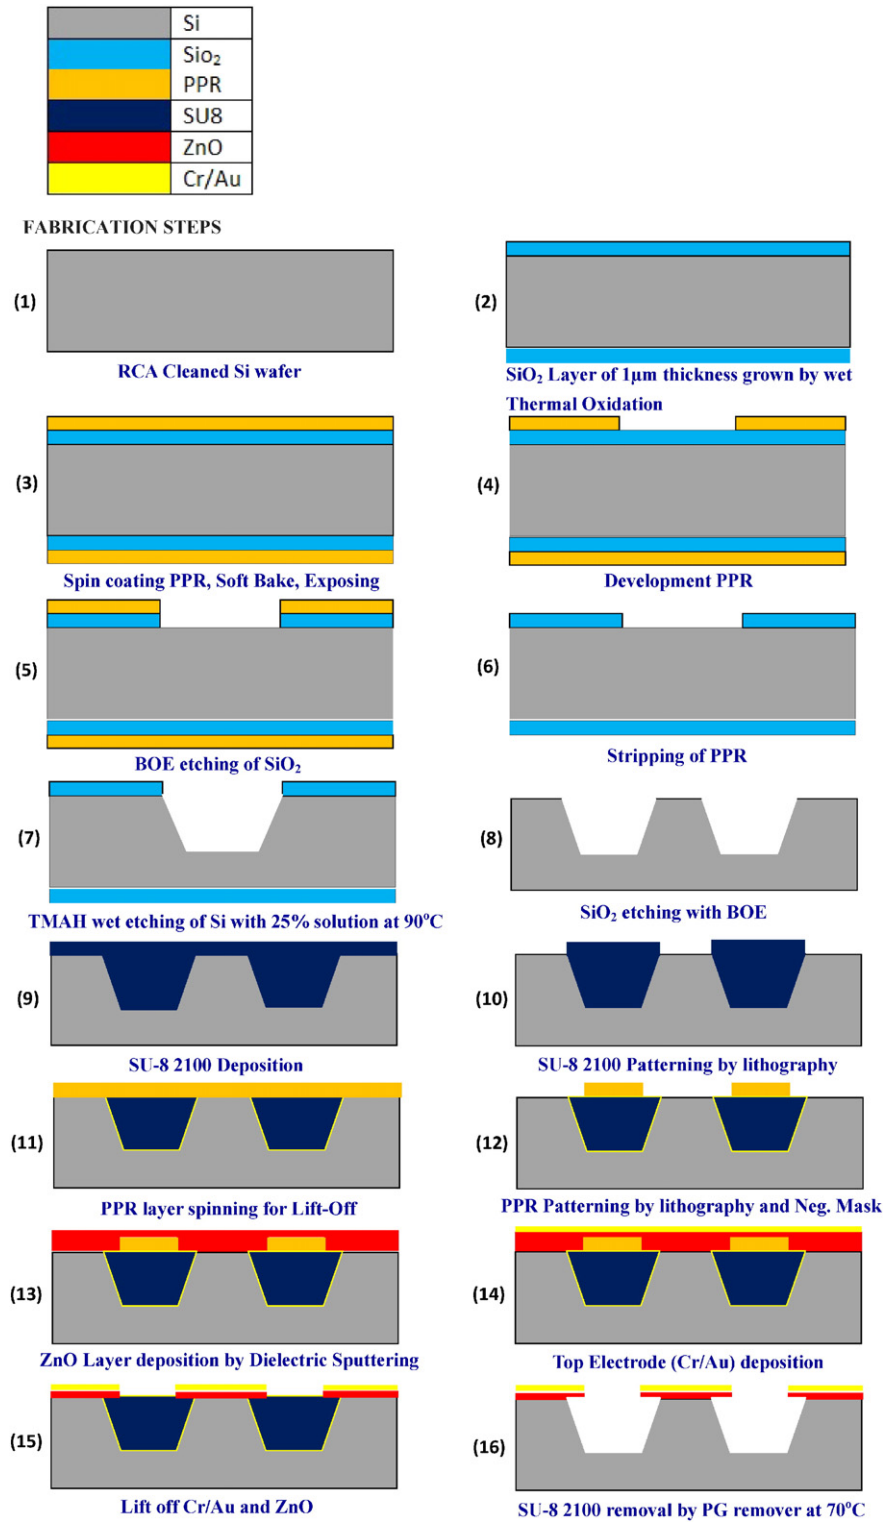 Si
Sio₂
PPR
SU8
ZnO
Cr/Au
FABRICATION STEPS
(1)
RCA Cleaned Si wafer
(2)
SiO₂ Layer of 1μm thickness grown by wet
Thermal Oxidation
(3)
Spin coating PPR, Soft Bake, Exposing
(4)
Development PPR
(5)
BOE etching of SiO₂
(6)
Stripping of PPR
(7)
TMAH wet etching of Si with 25% solution at 90°C
(8)
SiO₂ etching with BOE
(9)
SU-8 2100 Deposition
(10)
SU-8 2100 Patterning by lithography
(11)
PPR layer spinning for Lift-Off
(12)
PPR Patterning by lithography and Neg. Mask
(13)
ZnO Layer deposition by Dielectric Sputtering
(14)
Top Electrode (Cr/Au) deposition
(15)
Lift off Cr/Au and ZnO
(16)
SU-8 2100 removal by PG remover at 70°C